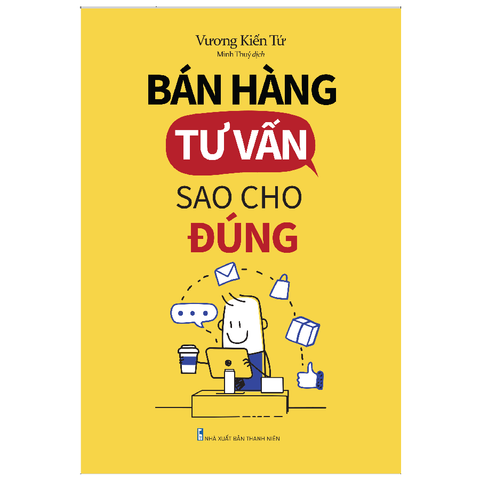 Vương Kiến Tứ
Minh Thuý dịch
BÁN HÀNG
TƯ VẤN
SAO CHO
ĐÚNG
NHÀ XUẤT BẢN THANH NIÊN